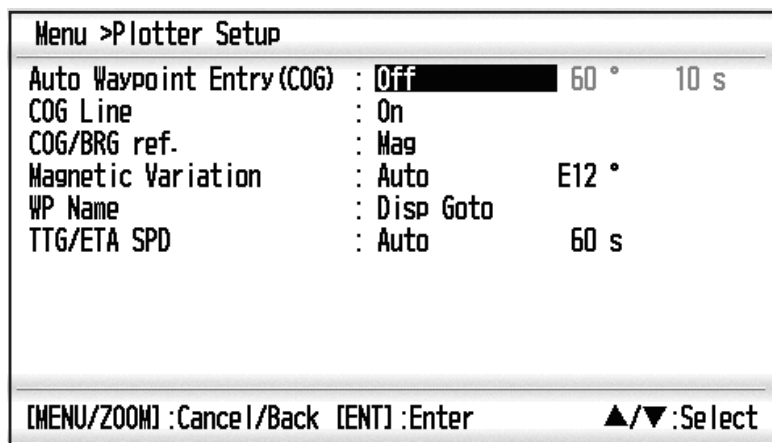 Menu >Plotter Setup
Auto Waypoint Entry(COG) : Off 60 ° 10 s
COG Line : On
COG/BRG ref. : Mag
Magnetic Variation : Auto E12 °
WP Name : Disp Goto
TTG/ETA SPD : Auto 60 s
[MENU/ZOOM] :Cancel/Back [ENT] :Enter ▲/▼:Select